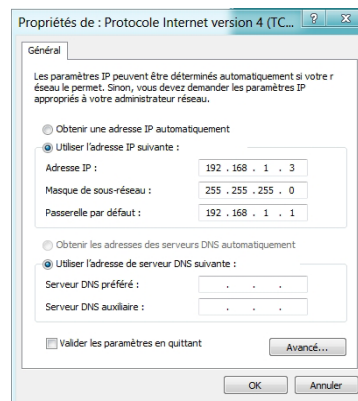 Propriétés de : Protocole Internet version 4 (TC...
Général
Les paramètres IP peuvent être déterminés automatiquement si votre r
éseau le permet. Sinon, vous devez demander les paramètres IP
appropriés à votre administrateur réseau.
Obtenir une adresse IP automatiquement
Utiliser l'adresse IP suivante :
Adresse IP : 192 . 168 . 1 . 3
Masque de sous-réseau : 255 . 255 . 255 . 0
Passerelle par défaut : 192 . 168 . 1 . 1
Obtenir les adresses des serveurs DNS automatiquement
Utiliser l'adresse de serveur DNS suivante :
Serveur DNS préféré : . . .
Serveur DNS auxiliaire : . . .
Valider les paramètres en quittant
Avancé...
OK Annuler